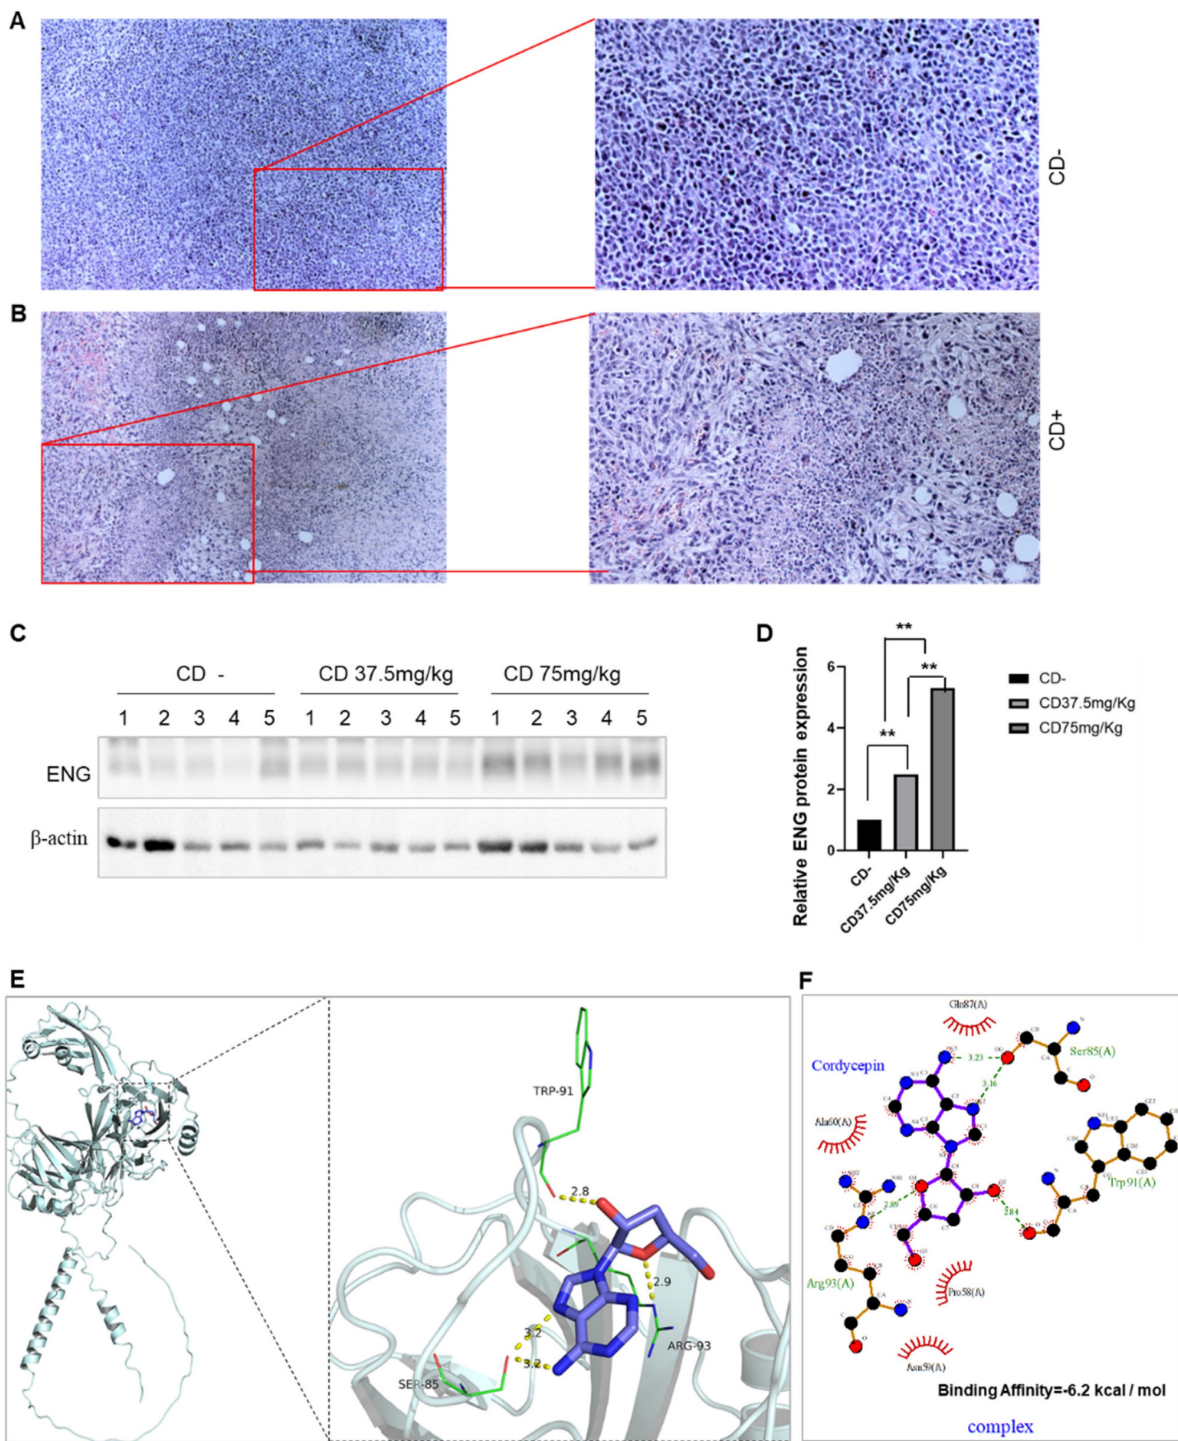 A
CD-
B
CD+
C
CD -
CD 37.5mg/kg
CD 75mg/kg
1 2 3 4 5 1 2 3 4 5 1 2 3 4 5
ENG
β-actin
D
**
**
**
6
4
2
0
Relative ENG protein expression
CD-
CD37.5mg/Kg
CD75mg/Kg
CD-
CD37.5mg/Kg
CD75mg/Kg
E
TRP-91
2.8
2.9
3.2
3.2
SER-85
ARG-93
F
Gln87(A)
Cordycepin
3.23
3.16
Ser85(A)
Ala60(A)
Trp91(A)
2.89
2.84
Arg93(A)
Pro58(A)
Asn59(A)
Binding Affinity=-6.2 kcal / mol
complex